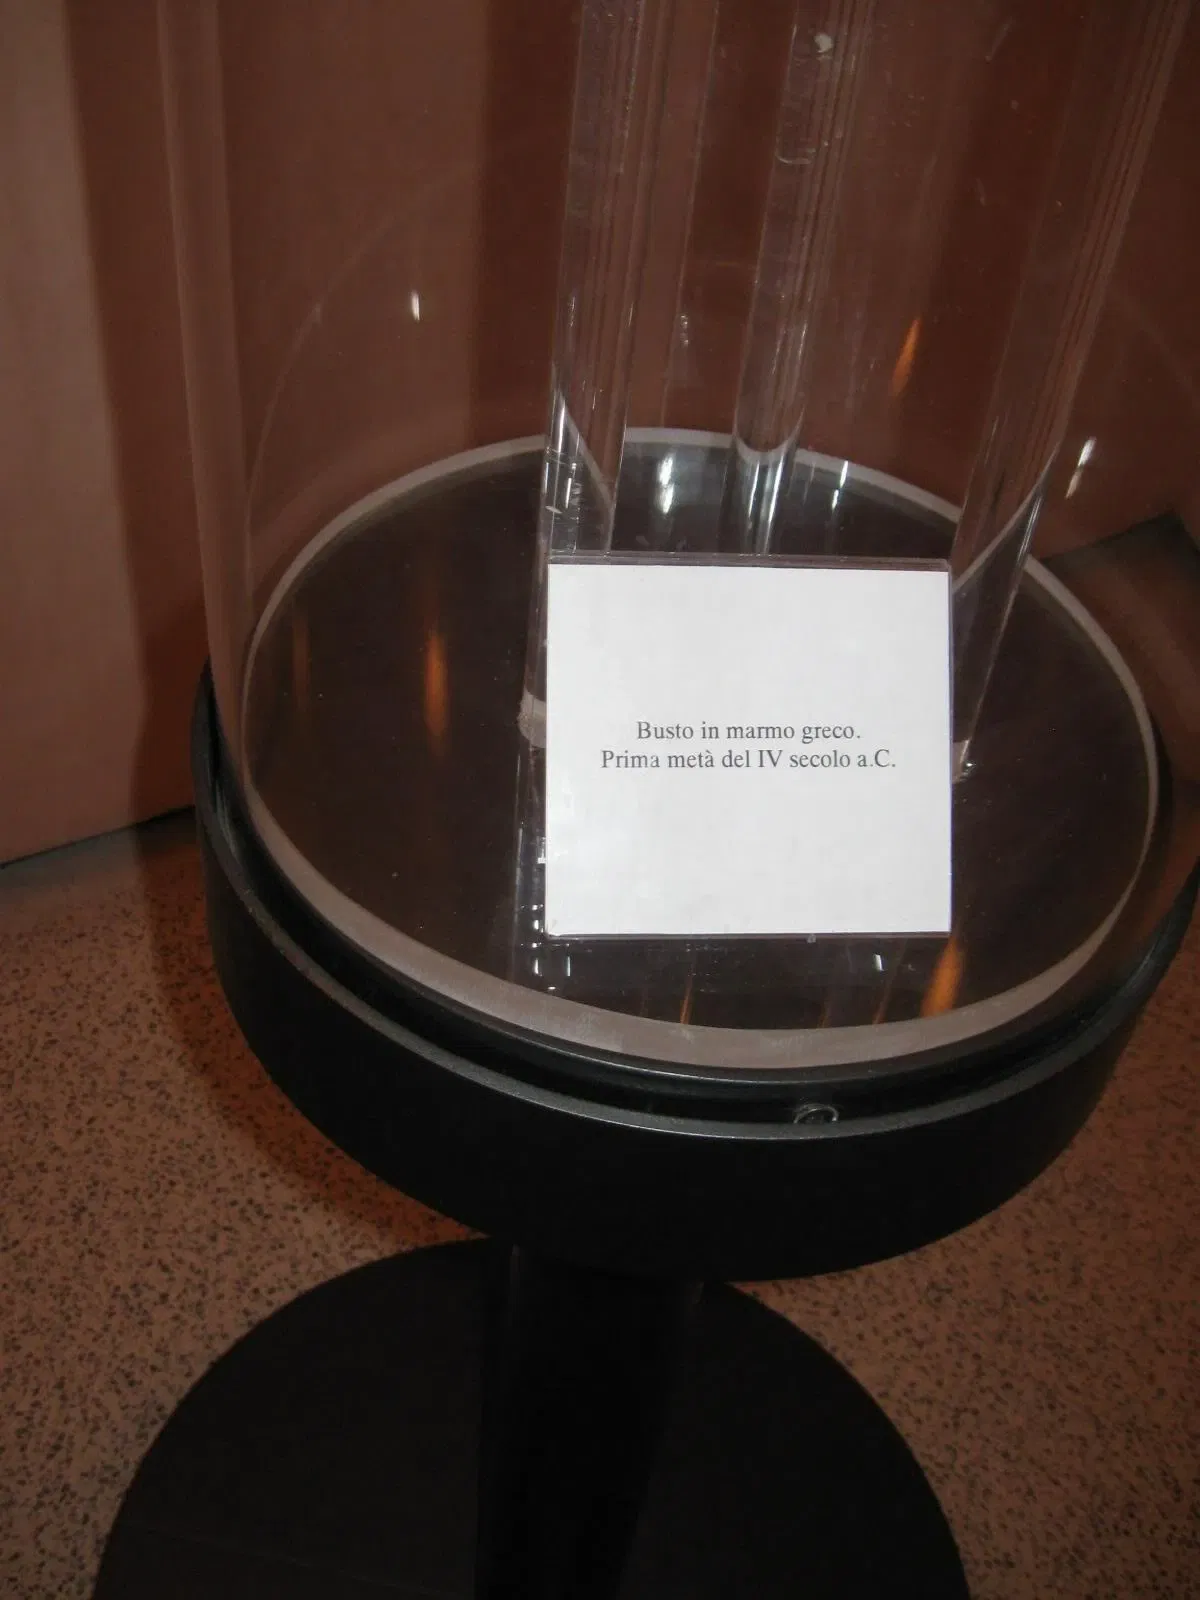 Busto in marmo greco.
Prima metà del IV secolo a.C.